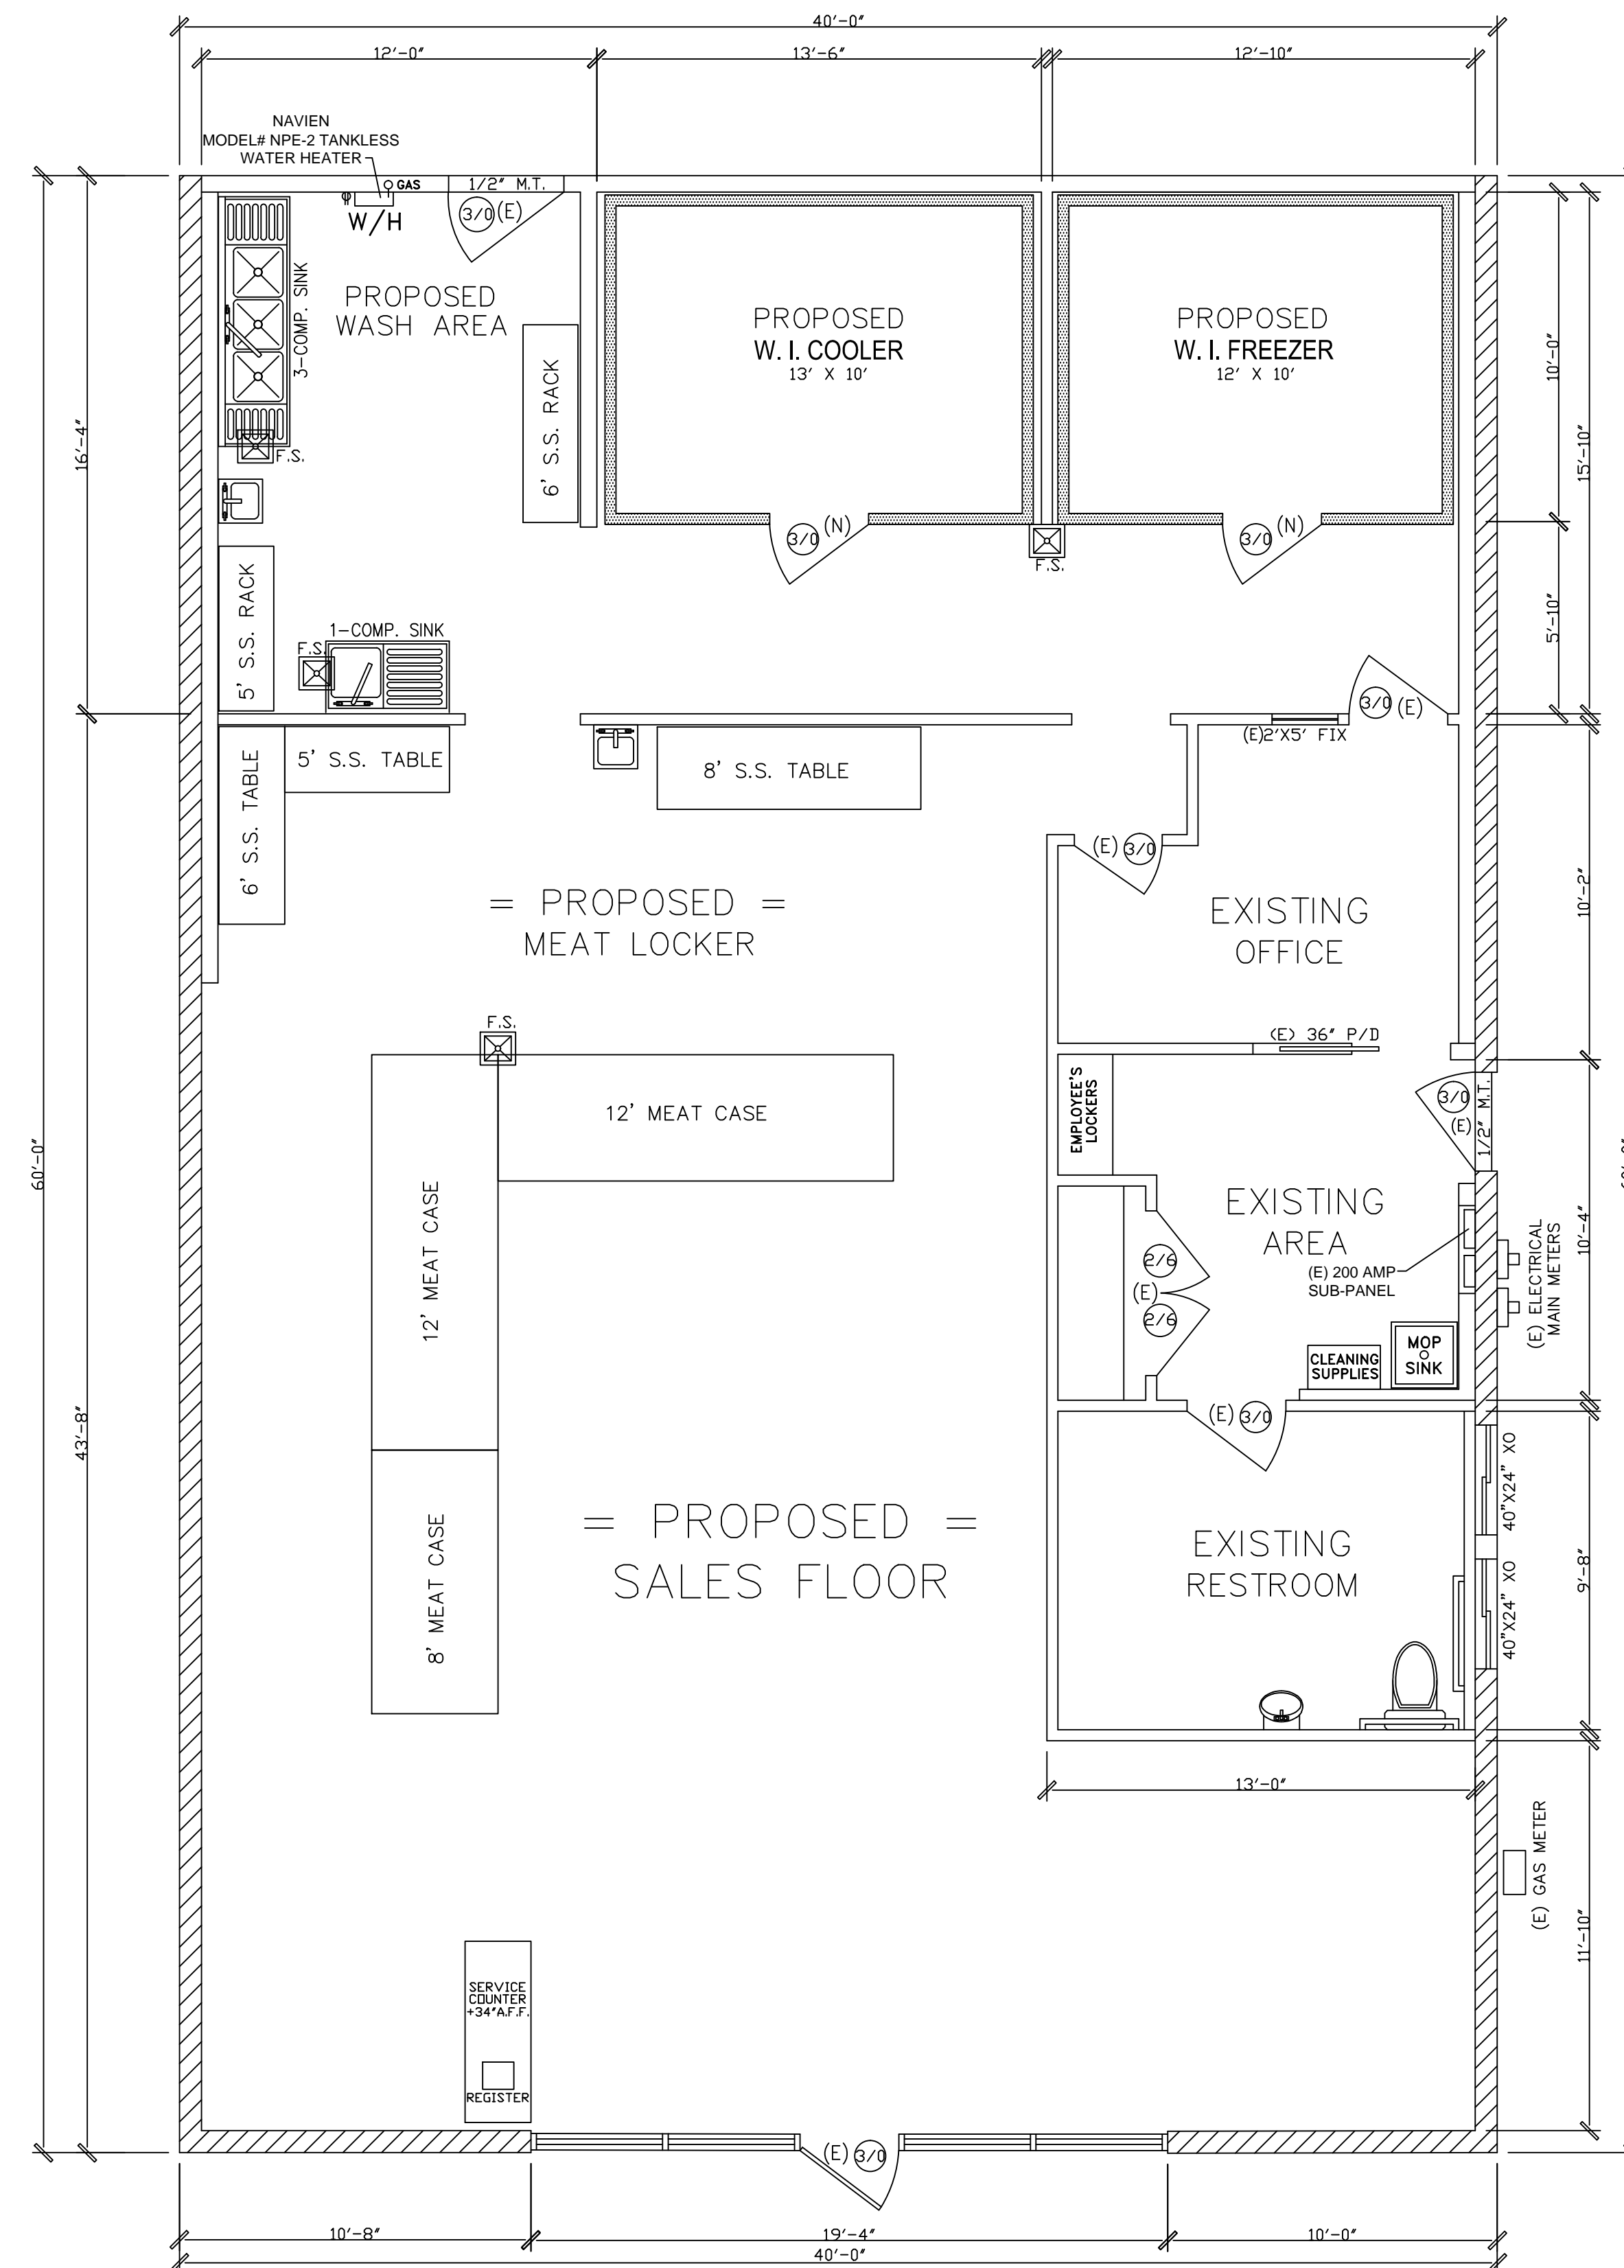 40'-0"
12'-0"
13'-6"
12'-10"
NAVIEN
MODEL# NPE-2 TANKLESS
WATER HEATER
GAS
W/H
1/2" M.T.
3/0 (E)
3-COMP. SINK
PROPOSED
WASH AREA
6' S.S. RACK
F.S.
PROPOSED
W. I. COOLER
13' X 10'
3/0 (N)
PROPOSED
W. I. FREEZER
12' X 10'
3/0 (N)
F.S.
10'-0"
15'-10"
5'-10"
16'-4"
5' S.S. RACK
F.S.
1-COMP. SINK
3/0 (E)
(E)2'X5' FIX
6' S.S. TABLE
5' S.S. TABLE
8' S.S. TABLE
(E) 3/0
= PROPOSED =
MEAT LOCKER
EXISTING
OFFICE
10'-2"
F.S.
(E) 36" P/D
12' MEAT CASE
12' MEAT CASE
EMPLOYEE'S
LOCKERS
3/0
(E)
1/2" M.T.
60'-0"
EXISTING
AREA
(E) 200 AMP
SUB-PANEL
2/6
(E)
2/6
(E) ELECTRICAL
MAIN METERS
10'-4"
CLEANING
SUPPLIES
MOP
SINK
(E) 3/0
43'-8"
8' MEAT CASE
= PROPOSED =
SALES FLOOR
EXISTING
RESTROOM
40"X24" XO
40"X24" XO
9'-8"
13'-0"
(E) GAS METER
11'-10"
SERVICE
COUNTER
+34"A.F.F.
REGISTER
(E) 3/0
10'-8"
19'-4"
10'-0"
40'-0"